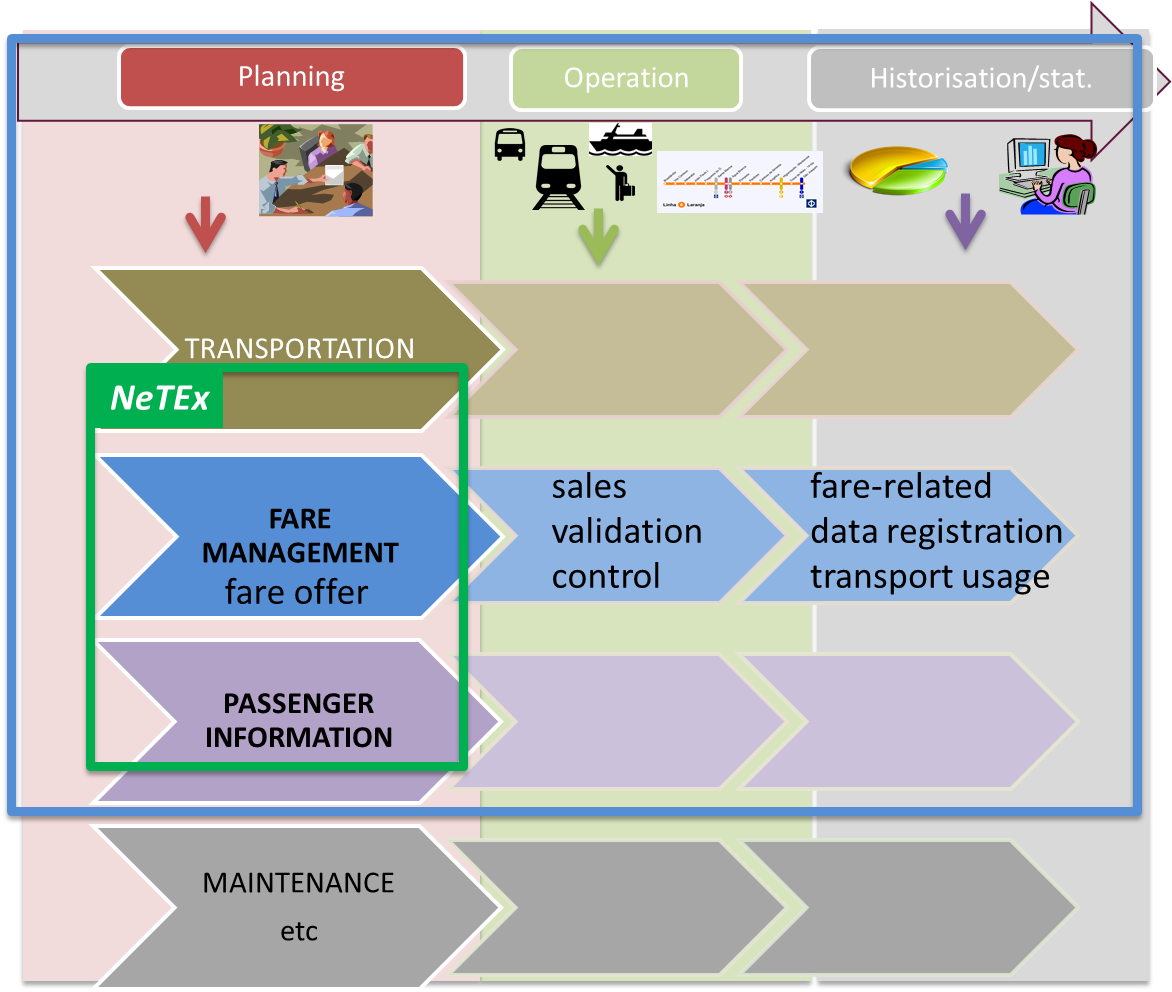 Planning
Operation
Historisation/stat.
Linha Laranja
TRANSPORTATION
NeTEx
FARE
MANAGEMENT
fare offer
sales
validation
control
fare-related
data registration
transport usage
PASSENGER
INFORMATION
MAINTENANCE
etc